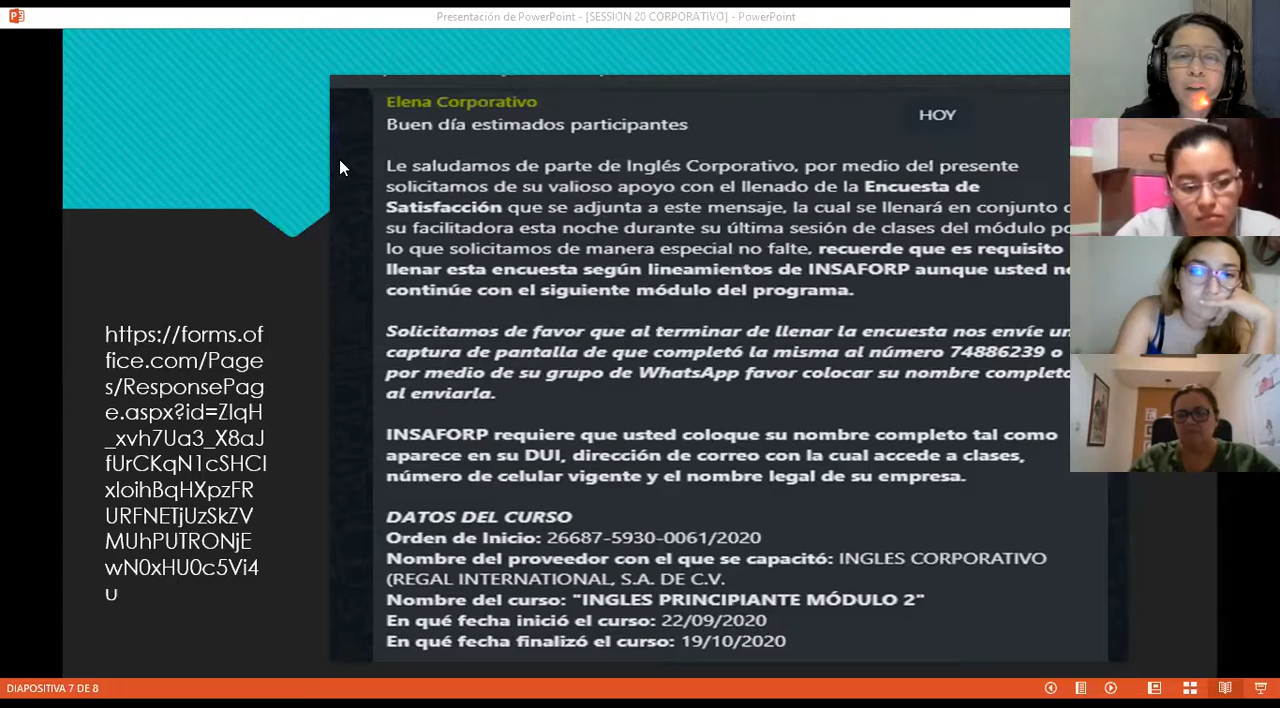 Presentación de PowerPoint - [SESSION 20 CORPORATIVO] - PowerPoint
Elena Corporativo
HOY
Buen día estimados participantes
Le saludamos de parte de Inglés Corporativo, por medio del presente
solicitamos de su valioso apoyo con el llenado de la Encuesta de
Satisfacción que se adjunta a este mensaje, la cual se llenará en conjunto
su facilitadora esta noche durante su última sesión de clases del módulo
lo que solicitamos de manera especial no falte, recuerde que es requisito
llenar esta encuesta según lineamientos de INSAFORP aunque usted
continúe con el siguiente módulo del programa.
Solicitamos de favor que al terminar de llenar la encuesta nos envíe
captura de pantalla de que completó la misma al número 74886239 o
por medio de su grupo de WhatsApp favor colocar su nombre completo
al enviarla.
INSAFORP requiere que usted coloque su nombre completo tal como
aparece en su DUI, dirección de correo con la cual accede a clases,
número de celular vigente y el nombre legal de su empresa.
DATOS DEL CURSO
Orden de Inicio: 26687-5930-0061/2020
Nombre del proveedor con el que se capacitó: INGLES CORPORATIVO
(REGAL INTERNATIONAL, S.A. DE C.V.
Nombre del curso: "INGLES PRINCIPIANTE MÓDULO 2"
En qué fecha inició el curso: 22/09/2020
En qué fecha finalizó el curso: 19/10/2020
https://forms.of
fice.com/Page
s/ResponsePag
e.aspx?id=ZIqH
_xvh7Ua3_X8aJ
fUrCKqN1cSHCl
xIoihBqHXpzFR
URFNETjUzSkZV
MUhPUTRONjE
wN0xHU0c5Vi4
u
DIAPOSITIVA 7 DE 8